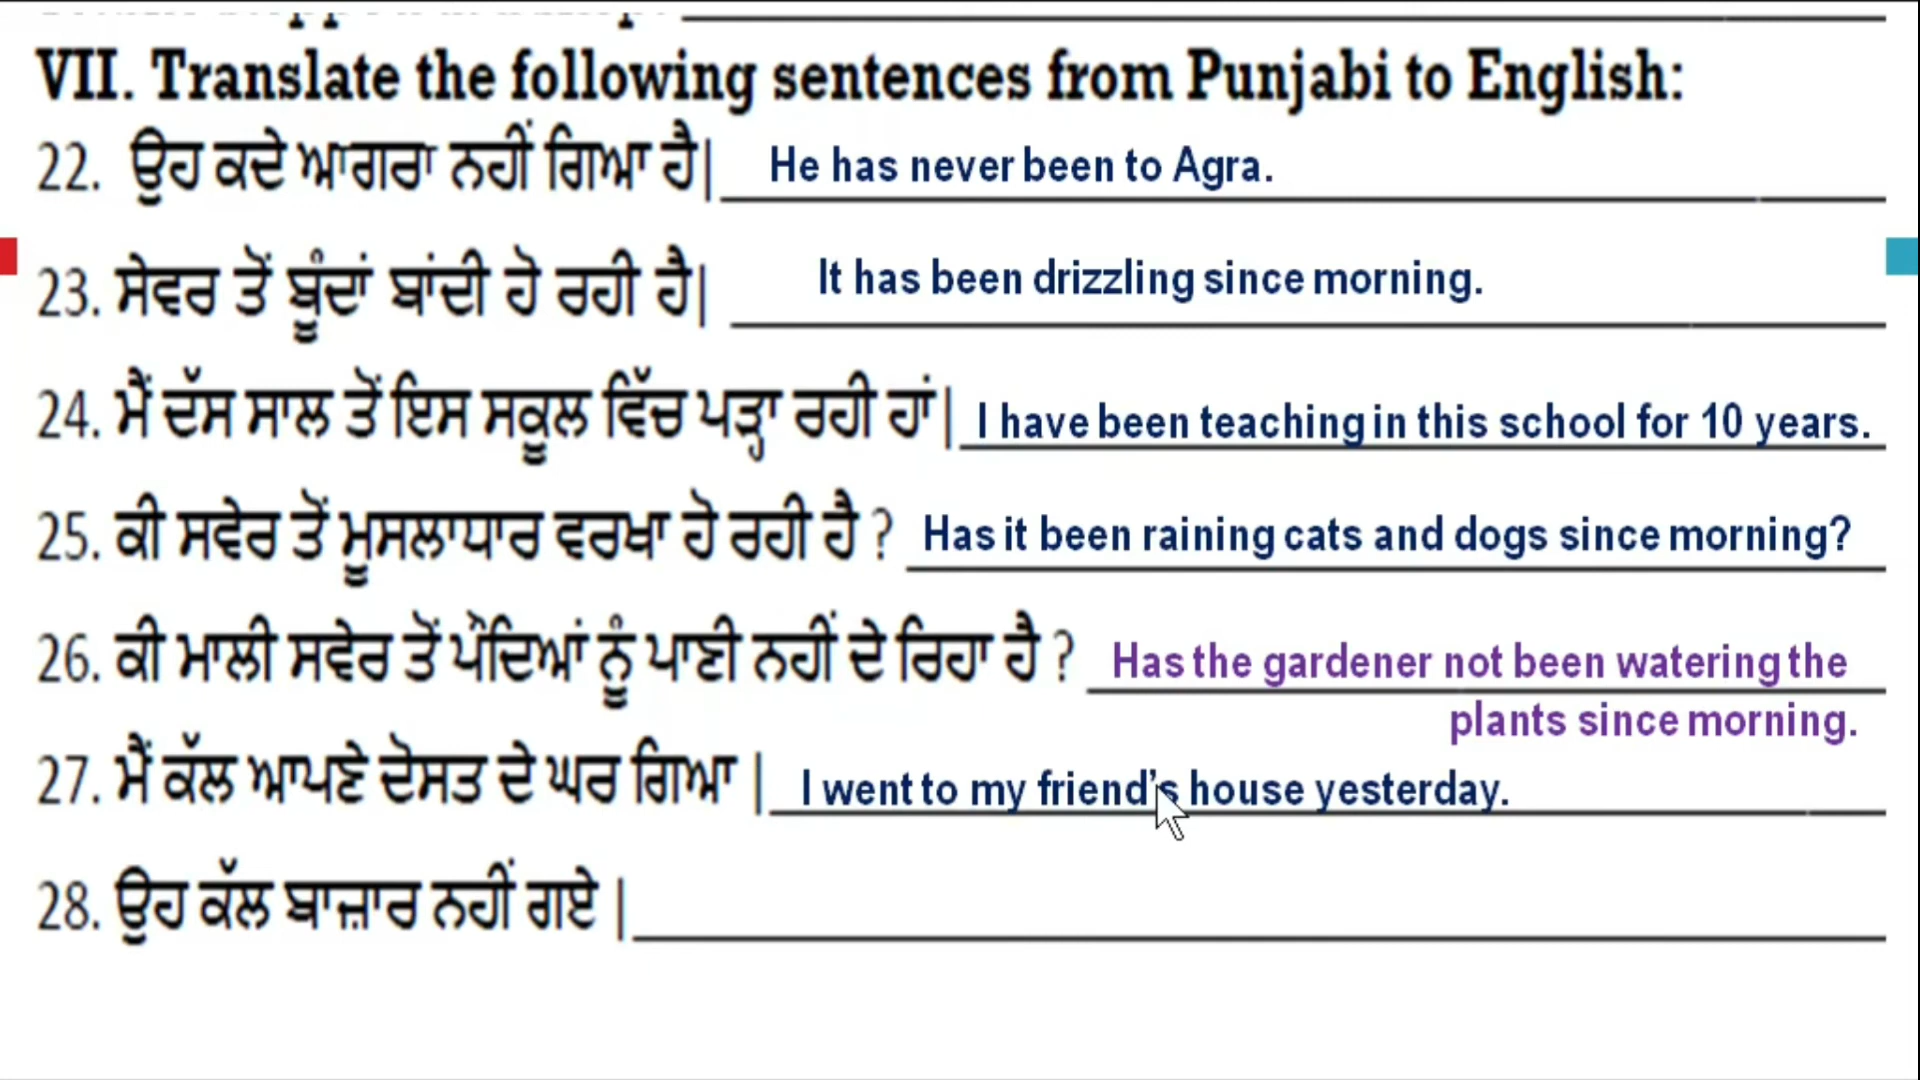 VII. Translate the following sentences from Punjabi to English:
22. ਉਹ ਕਦੇ ਆਗਰਾ ਨਹੀਂ ਗਿਆ ਹੈ| He has never been to Agra.
23. ਸੇਵਰ ਤੋਂ ਬੂੰਦਾਂ ਬਾਂਦੀ ਹੋ ਰਹੀ ਹੈ| It has been drizzling since morning.
24. ਮੈਂ ਦੱਸ ਸਾਲ ਤੋਂ ਇਸ ਸਕੂਲ ਵਿੱਚ ਪੜ੍ਹਾ ਰਹੀ ਹਾਂ| I have been teaching in this school for 10 years.
25. ਕੀ ਸਵੇਰ ਤੋਂ ਮੂਸਲਾਧਾਰ ਵਰਖਾ ਹੋ ਰਹੀ ਹੈ ? Has it been raining cats and dogs since morning?
26. ਕੀ ਮਾਲੀ ਸਵੇਰ ਤੋਂ ਪੌਦਿਆਂ ਨੂੰ ਪਾਣੀ ਨਹੀਂ ਦੇ ਰਿਹਾ ਹੈ ? Has the gardener not been watering the
plants since morning.
27. ਮੈਂ ਕੱਲ ਆਪਣੇ ਦੋਸਤ ਦੇ ਘਰ ਗਿਆ | I went to my friend's house yesterday.
28. ਉਹ ਕੱਲ ਬਾਜ਼ਾਰ ਨਹੀਂ ਗਏ |